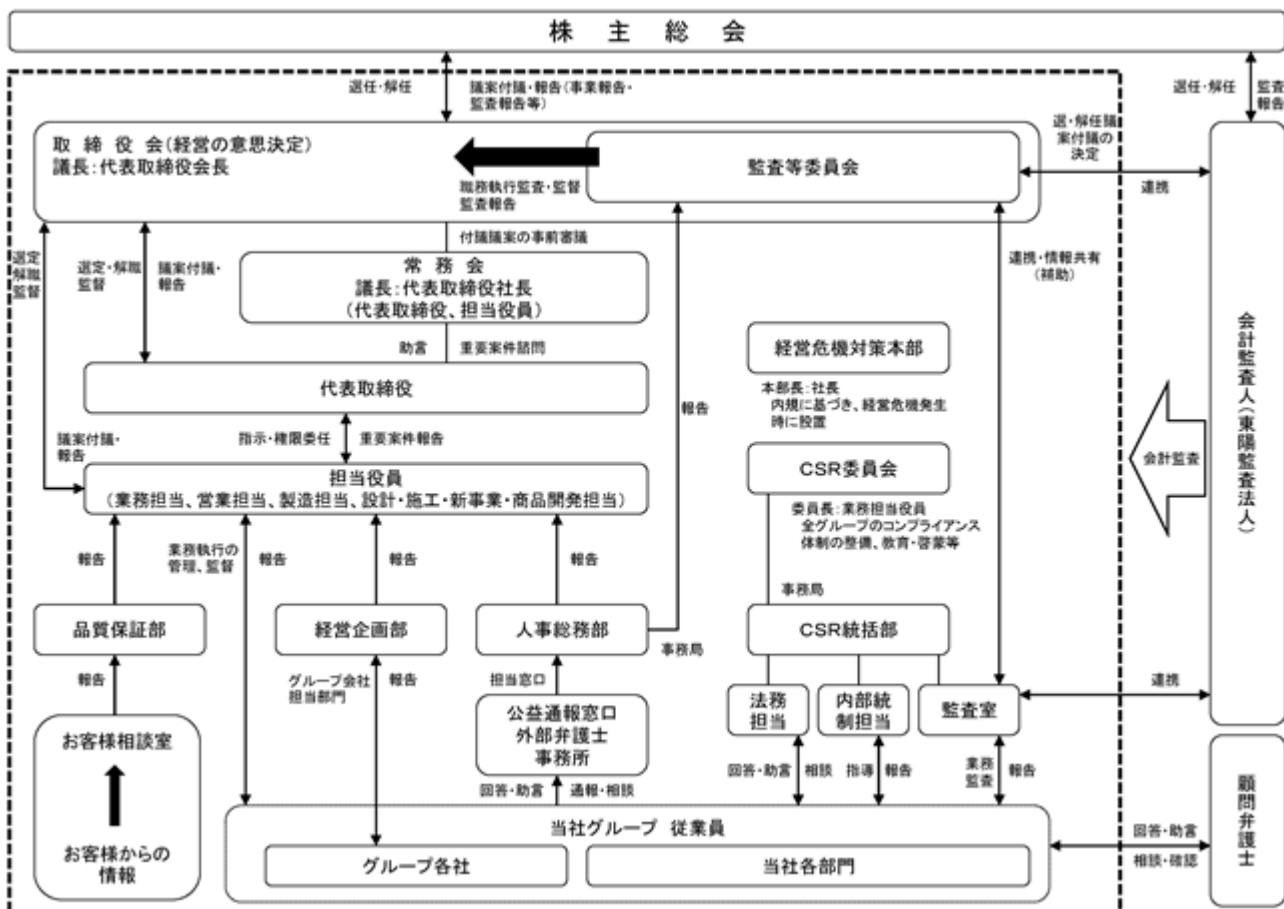 株主総会
選任・解任
議案付議・報告(事業報告・
監査報告等)
選任・解任
監査
報告
取締役会(経営の意思決定)
議長:代表取締役会長
監査等委員会
職務執行監査・監督
監査報告
選・解任議
案付議の
決定
連携
選定
解職
監督
選定・解職
監督
議案付議・
報告
付議議案の事前審議
常務会
議長:代表取締役社長
(代表取締役、担当役員)
連携・情報共有
(補助)
助言
重要案件諮問
代表取締役
報告
経営危機対策本部
本部長:社長
内規に基づき、経営危機発生
時に設置
会計監査人(東陽監査法人)
会計監査
議案付議・
報告
指示・権限委任
重要案件報告
担当役員
(業務担当、営業担当、製造担当、設計・施工・新事業・商品開発担当)
CSR委員会
委員長:業務担当役員
全グループのコンプライアンス
体制の整備、教育・啓蒙等
報告
業務執行の
管理、監督
報告
報告
報告
事務局
品質保証部
経営企画部
人事総務部
事務局
CSR統括部
報告
グループ会社
担当部門
報告
担当窓口
法務
担当
内部統
制担当
監査室
連携
お客様相談室
お客様からの
情報
公益通報窓口
外部弁護士
事務所
回答・助言
通報・相談
回答・助言
相談
指導
報告
業務
監査
報告
当社グループ 従業員
グループ各社
当社各部門
回答・助言
相談・確認
顧問弁護士